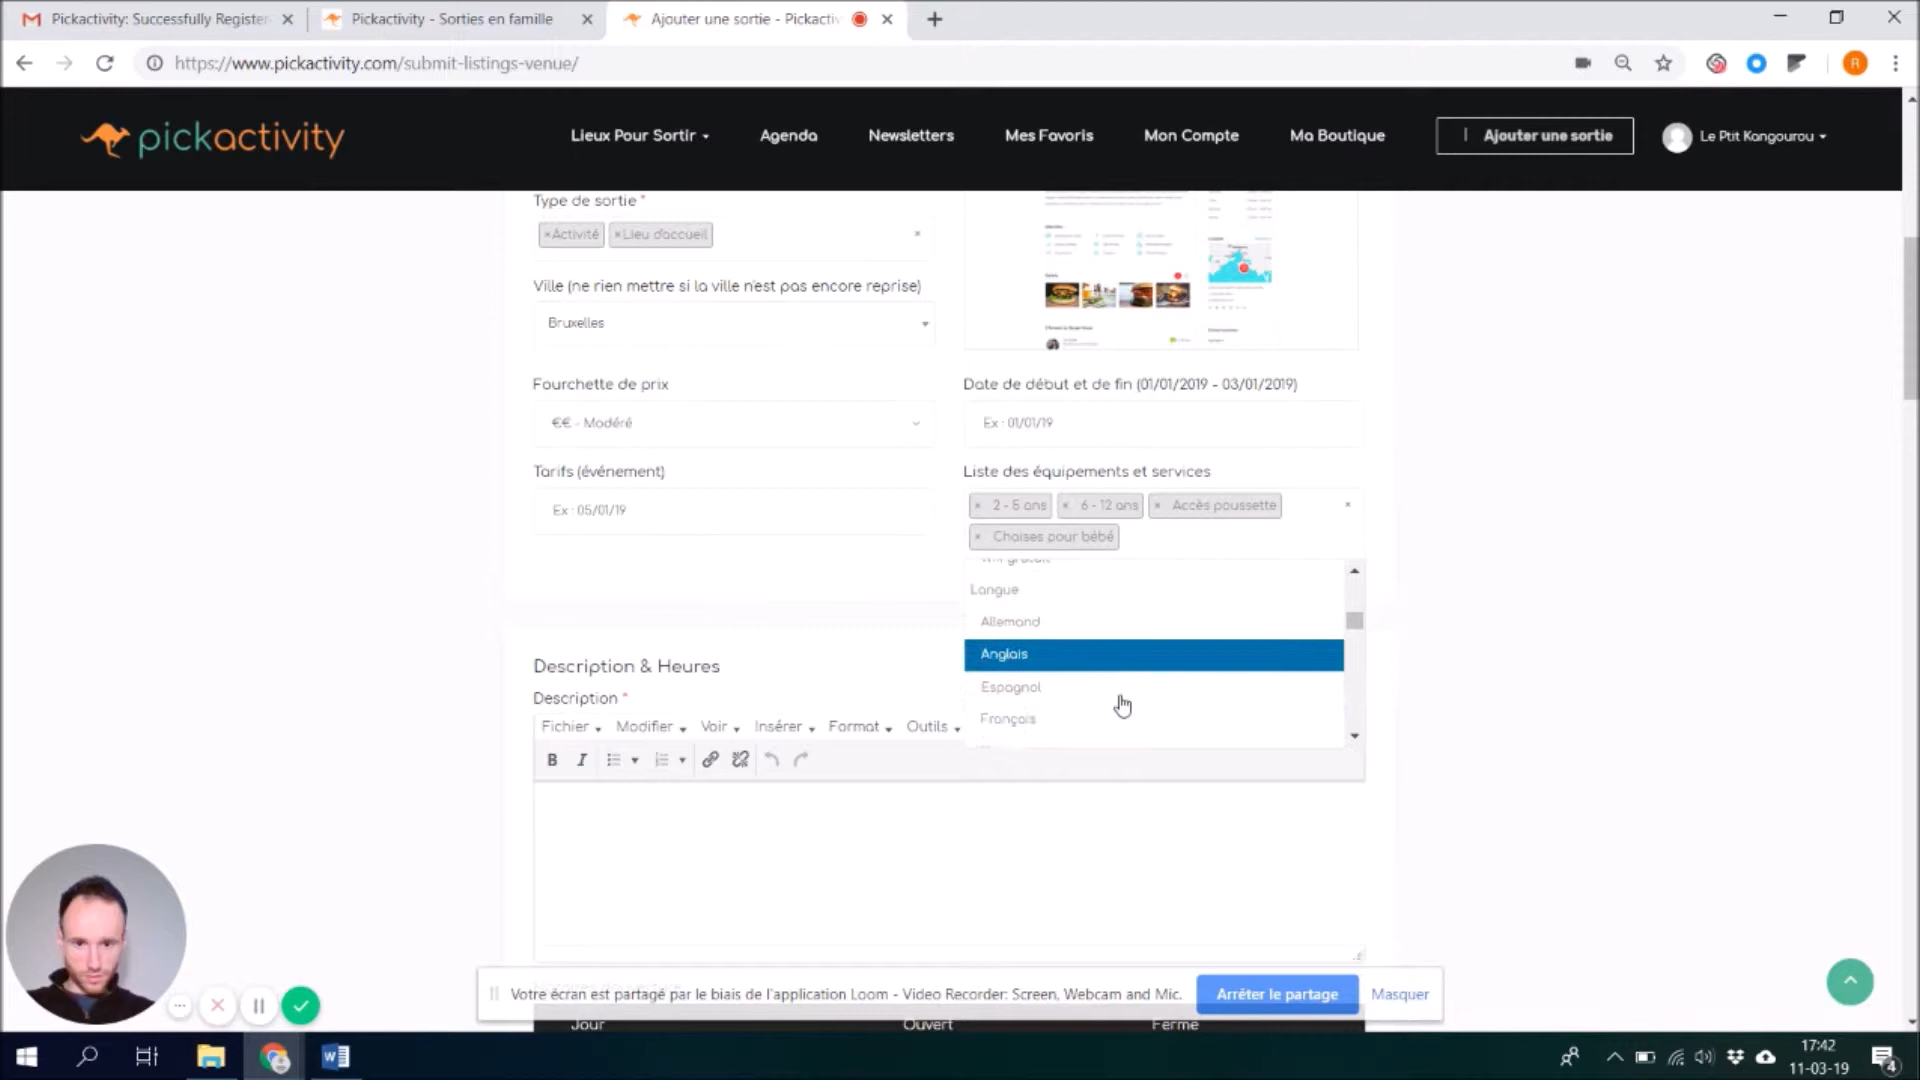 Pickactivity: Successfully Register
Pickactivity - Sorties en famille
Ajouter une sortie - Pickactiv
https://www.pickactivity.com/submit-listings-venue/
R
pickactivity
Lieux Pour Sortir
Agenda
Newsletters
Mes Favoris
Mon Compte
Ma Boutique
Ajouter une sortie
Le Ptit Kangourou
Type de sortie *
×Activité ×Lieu d'accueil ×
Ville (ne rien mettre si la ville n'est pas encore reprise)
Bruxelles
Fourchette de prix
€€ - Modéré
Date de début et de fin (01/01/2019 - 03/01/2019)
Ex : 01/01/19
Tarifs (événement)
Ex : 05/01/19
Liste des équipements et services
× 2 - 5 ans × 6 - 12 ans × Accès poussette ×
× Chaises pour bébé
Langue
Allemand
Anglais
Espagnol
Français
Description & Heures
Description *
Fichier Modifier Voir Insérer Format Outils
B I
Votre écran est partagé par le biais de l'application Loom - Video Recorder: Screen, Webcam and Mic.
Arrêter le partage
Masquer
Jour Ouvert Fermé
W
17:42
11-03-19
4